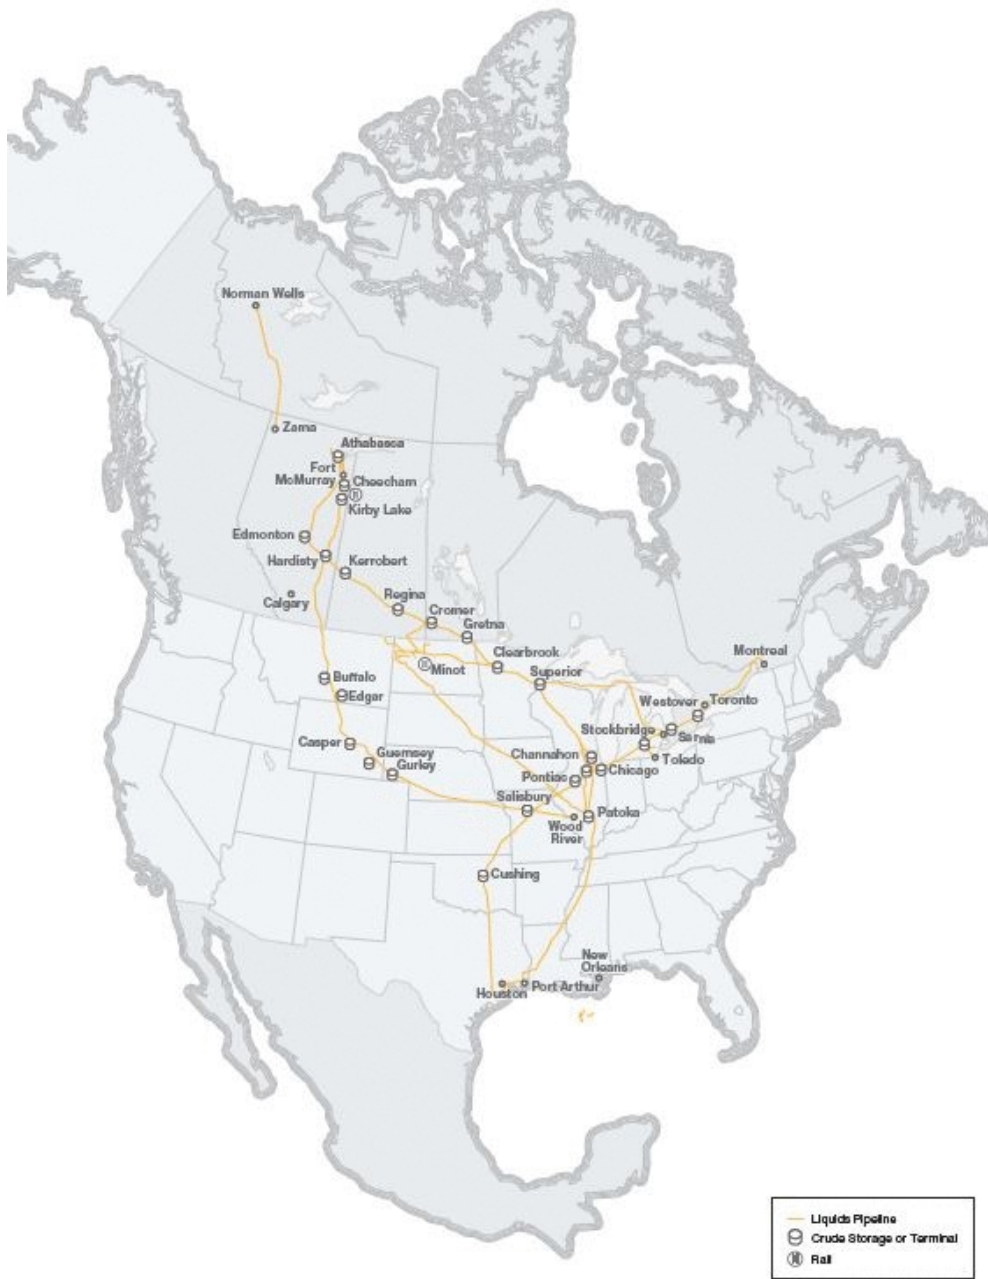 Norman Wells
Zama
Athabasca
Fort
McMurray
Cheecham
Kirby Lake
Edmonton
Hardisty
Kerrobert
Calgary
Regina
Cromer
Gretna
Clearbrook
Minot
Superior
Montreal
Buffalo
Edgar
Westover
Toronto
Stockbridge
Sarnia
Toledo
Casper
Guernsey
Gurley
Channahon
Chicago
Pontiac
Salisbury
Patoka
Wood
River
Cushing
New
Orleans
Houston
Port Arthur
Liquids Pipeline
Crude Storage or Terminal
Rail